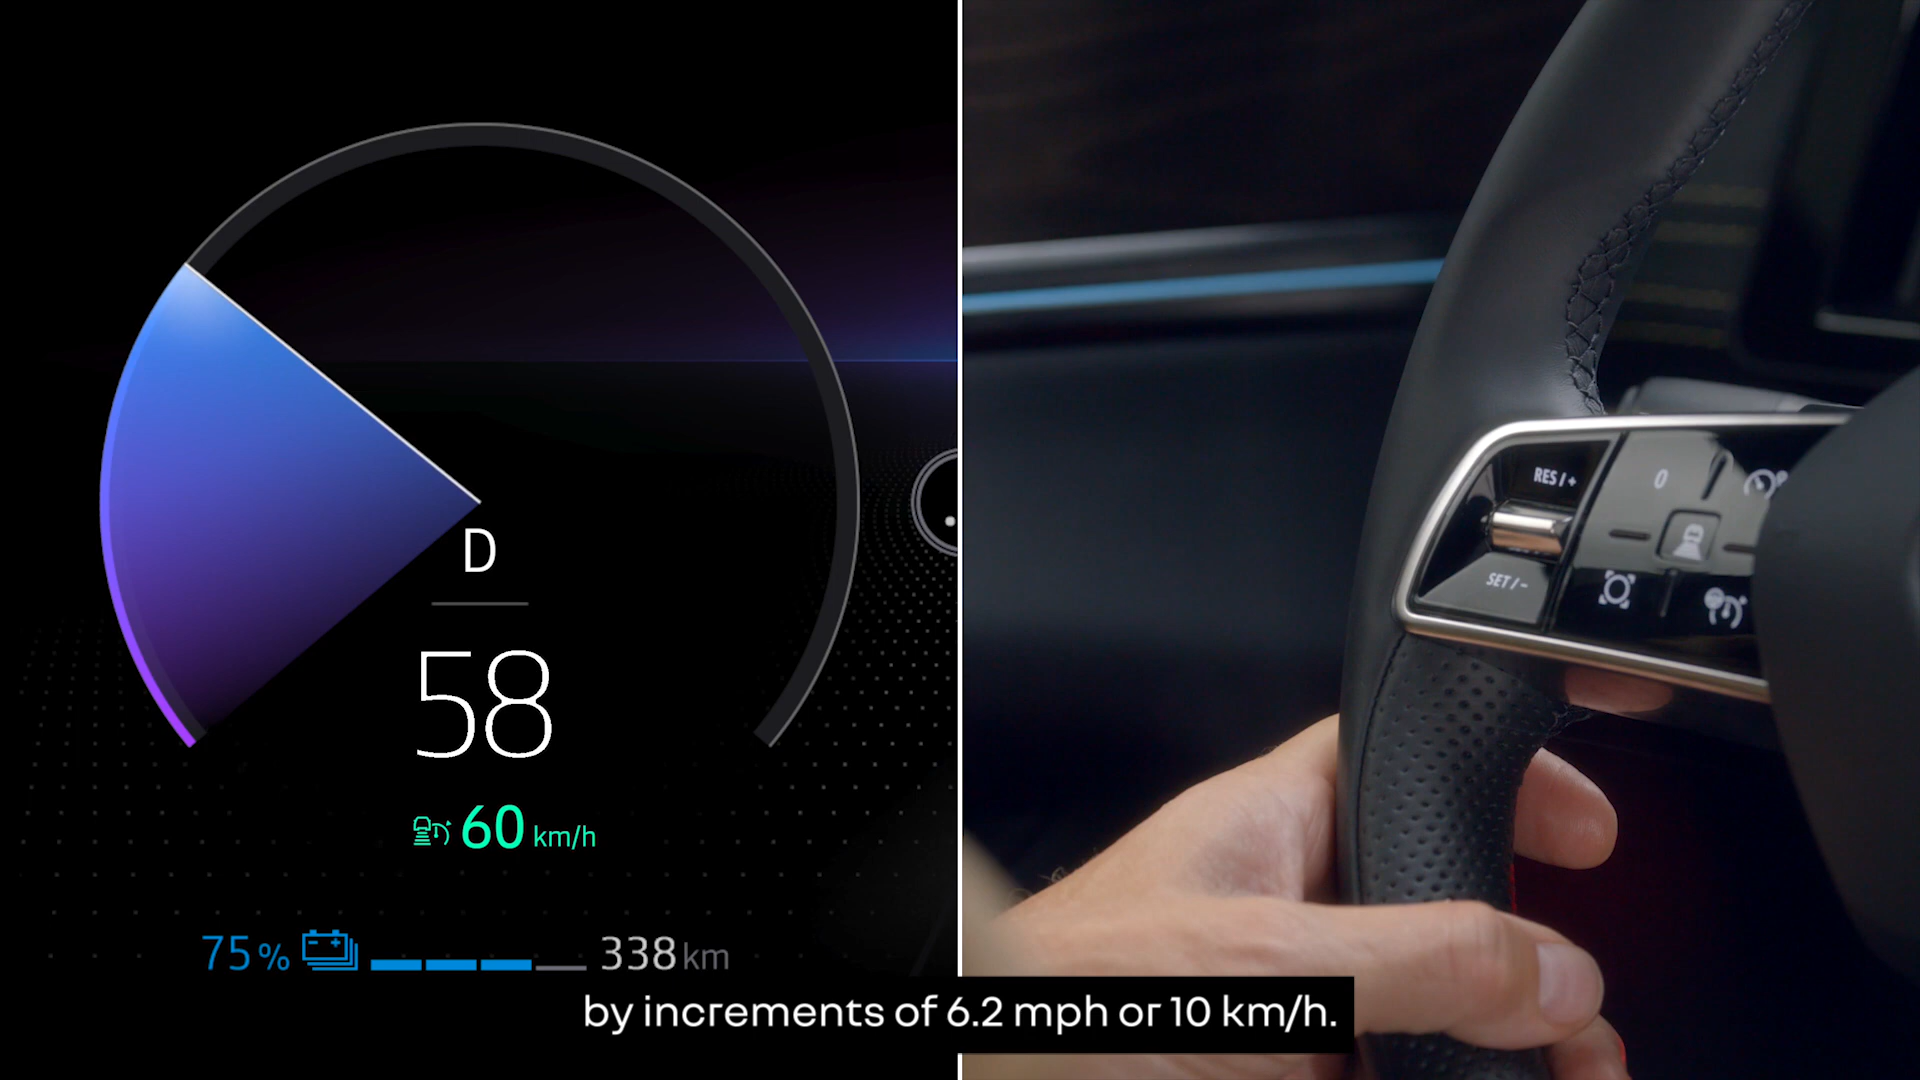 D
58
60 km/h
75 % 338 km
RES / +
0
SET / -
by increments of 6.2 mph or 10 km/h.